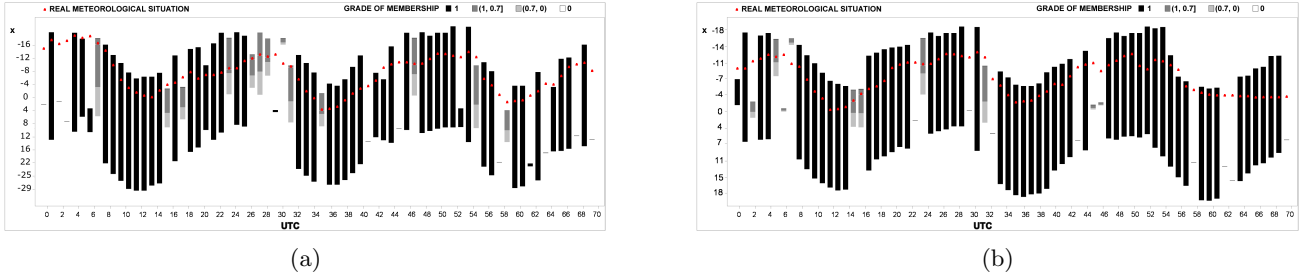 REAL METEOROLOGICAL SITUATION GRADE OF MEMBERSHIP 1 (1, 0.7] (0.7, 0) 0
x
-16
-12
-8
-4
0
4
8
12
16
22
25
-29
0 2 4 6 8 10 12 14 16 18 20 22 24 26 28 30 32 34 36 38 40 42 44 46 48 50 52 54 56 58 60 62 64 66 68 70
UTC
(a)
REAL METEOROLOGICAL SITUATION GRADE OF MEMBERSHIP 1 (1, 0.7] (0.7, 0) 0
x -18
-14
-11
-7
-4
0
4
7
11
15
18
0 2 4 6 8 10 12 14 16 18 20 22 24 26 28 30 32 34 36 38 40 42 44 46 48 50 52 54 56 58 60 62 64 66 68 70
UTC
(b)